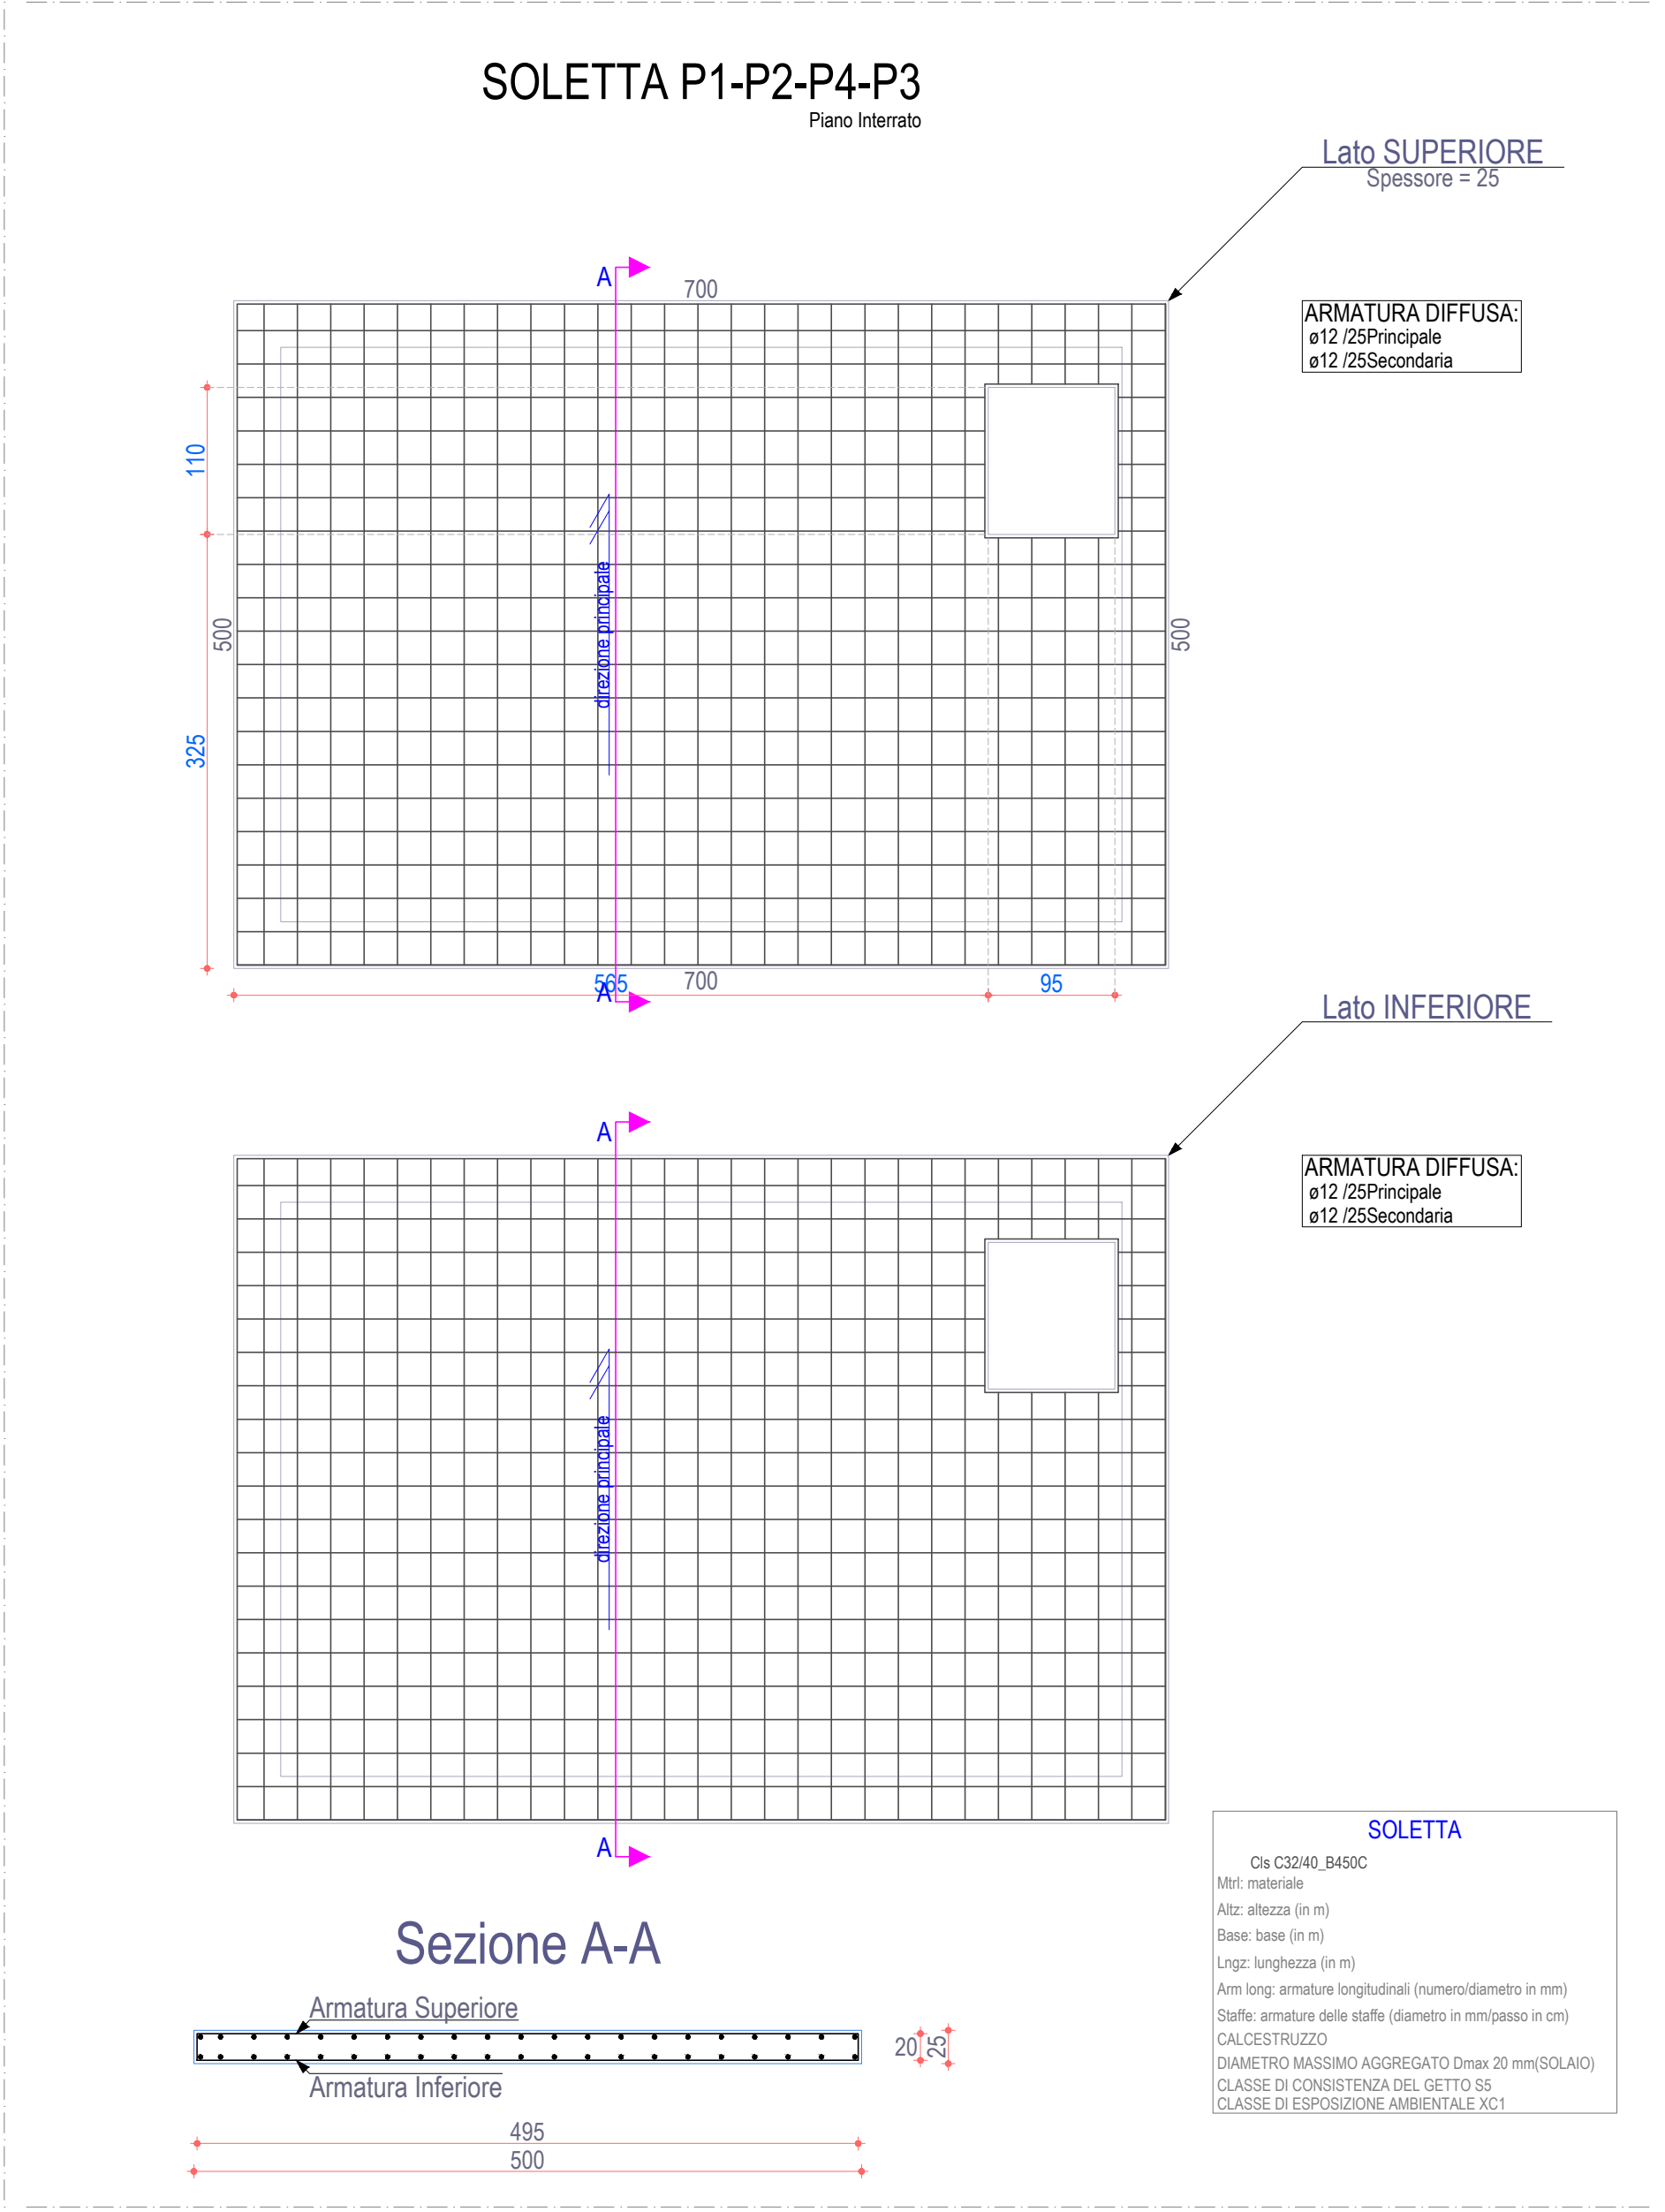 SOLETTA P1-P2-P4-P3
Piano Interrato
Lato SUPERIORE
Spessore = 25
A
700
ARMATURA DIFFUSA:
ø12 /25Principale
ø12 /25Secondaria
110
direzione principale
500
500
325
565
700
95
A
Lato INFERIORE
A
ARMATURA DIFFUSA:
ø12 /25Principale
ø12 /25Secondaria
direzione principale
A
SOLETTA
Cls C32/40_B450C
Mtrl: materiale
Altz: altezza (in m)
Base: base (in m)
Lngz: lunghezza (in m)
Arm long: armature longitudinali (numero/diametro in mm)
Staffe: armature delle staffe (diametro in mm/passo in cm)
CALCESTRUZZO
DIAMETRO MASSIMO AGGREGATO Dmax 20 mm(SOLAIO)
CLASSE DI CONSISTENZA DEL GETTO S5
CLASSE DI ESPOSIZIONE AMBIENTALE XC1
Sezione A-A
Armatura Superiore
20
25
Armatura Inferiore
495
500